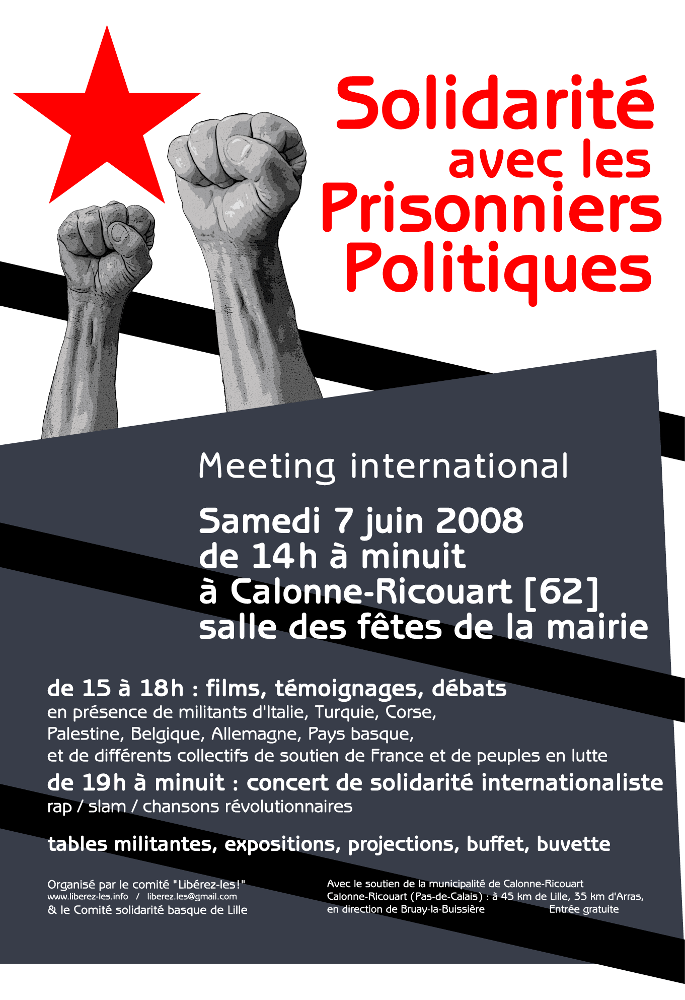 Solidarité
avec les
Prisonniers
Politiques
Meeting international
Samedi 7 juin 2008
de 14h à minuit
à Calonne-Ricouart [62]
salle des fêtes de la mairie
de 15 à 18h : films, témoignages, débats
en présence de militants d'Italie, Turquie, Corse,
Palestine, Belgique, Allemagne, Pays basque,
et de différents collectifs de soutien de France et de peuples en lutte
de 19h à minuit : concert de solidarité internationaliste
rap / slam / chansons révolutionnaires
tables militantes, expositions, projections, buffet, buvette
Organisé par le comité "Libérez-les!"
www.liberez-les.info / liberez.les@gmail.com
& le Comité solidarité basque de Lille
Avec le soutien de la municipalité de Calonne-Ricouart
Calonne-Ricouart (Pas-de-Calais) : à 45 km de Lille, 35 km d'Arras,
en direction de Bruay-la-Buissière Entrée gratuite